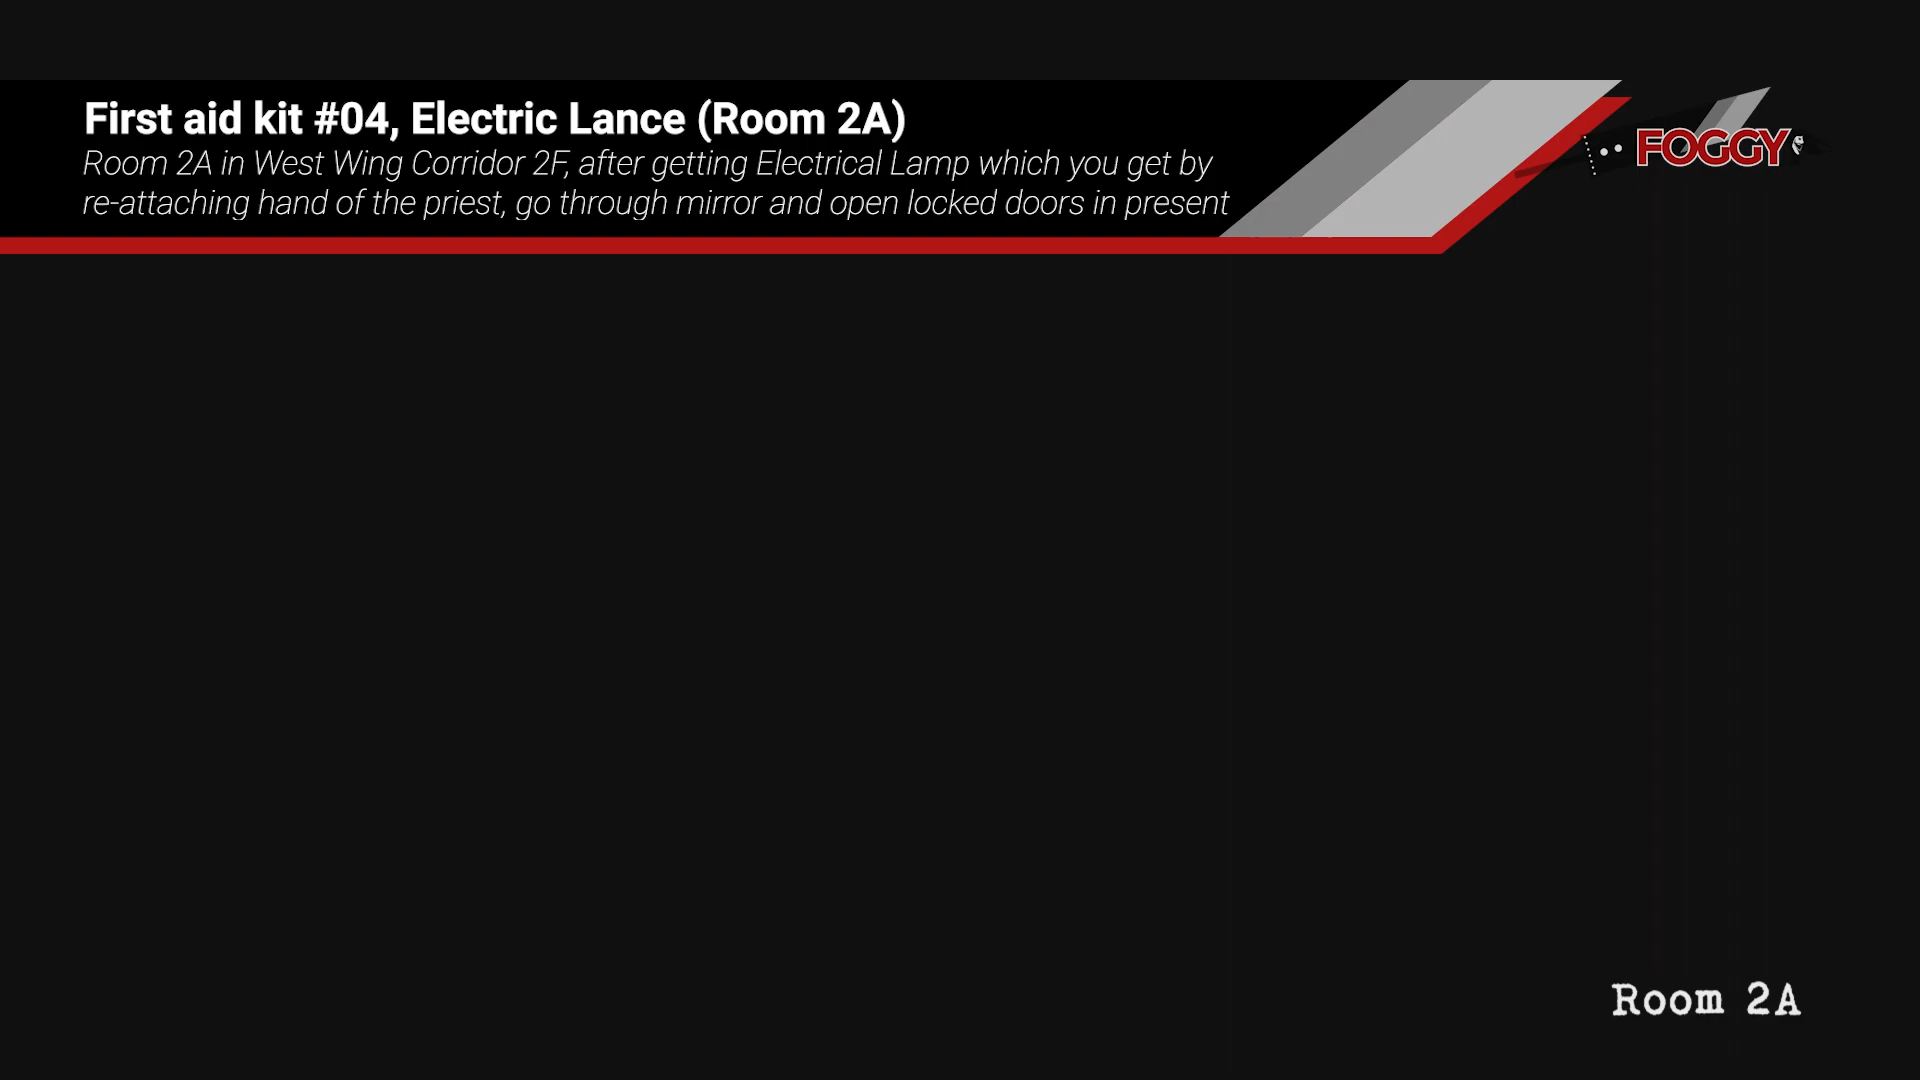 First aid kit #04, Electric Lance (Room 2A)
Room 2A in West Wing Corridor 2F, after getting Electrical Lamp which you get by
re-attaching hand of the priest, go through mirror and open locked doors in present
FOGGY
Room 2A